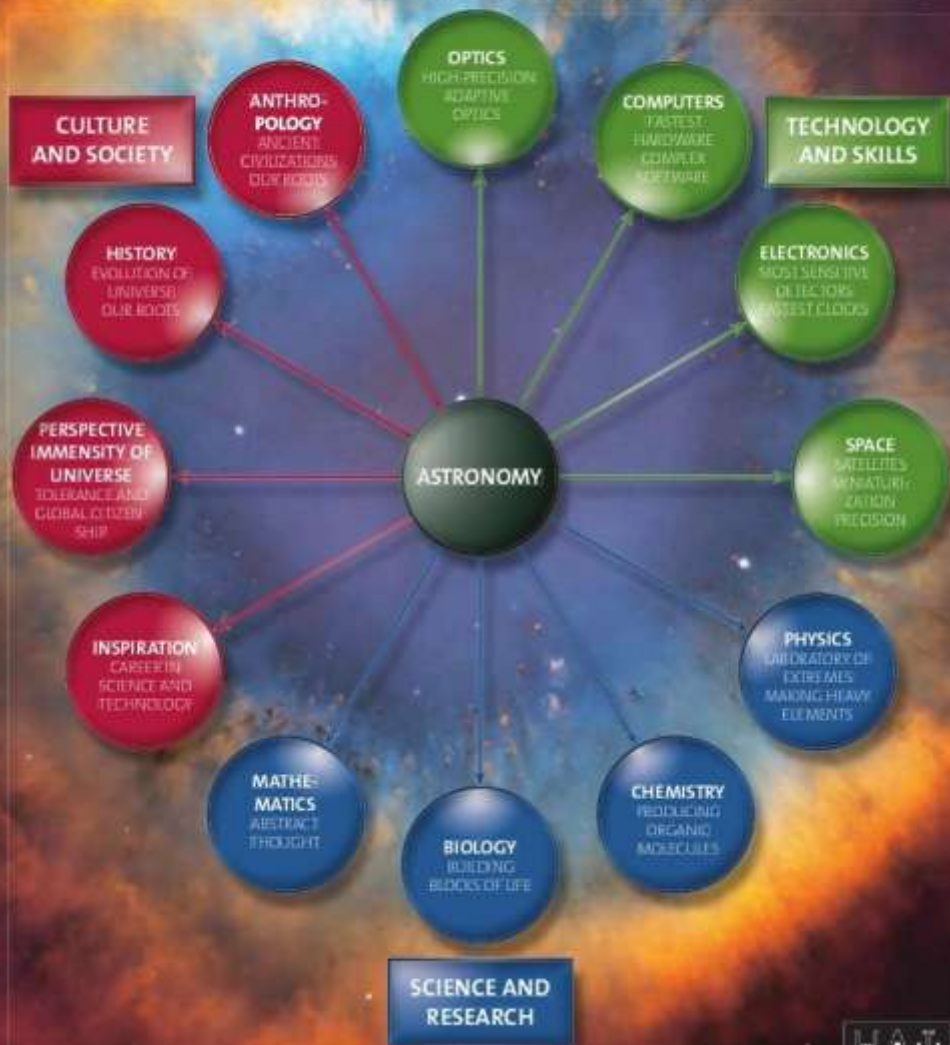 OPTICS
HIGH-PRECISION
ADAPTIVE
OPTICS
ANTHRO-
POLOGY
ANCIENT
CIVILIZATIONS
OUR ROOTS
COMPUTERS
FASTEST
HARDWARE
COMPLEX
SOFTWARE
CULTURE
AND SOCIETY
TECHNOLOGY
AND SKILLS
HISTORY
EVOLUTION OF
UNIVERSE
OUR ROOTS
ELECTRONICS
MOST SENSITIVE
DETECTORS
FASTEST CLOCKS
PERSPECTIVE
IMMENSITY OF
UNIVERSE
TOLERANCE AND
GLOBAL CITIZEN-
SHIP
ASTRONOMY
SPACE
SATELLITES
MINIATURI-
ZATION
PRECISION
INSPIRATION
CAREER IN
SCIENCE AND
TECHNOLOGY
PHYSICS
LABORATORY OF
EXTREMES
MAKING HEAVY
ELEMENTS
MATHE-
MATICS
ABSTRACT
THOUGHT
BIOLOGY
BUILDING
BLOCKS OF LIFE
CHEMISTRY
PRODUCING
ORGANIC
MOLECULES
SCIENCE AND
RESEARCH